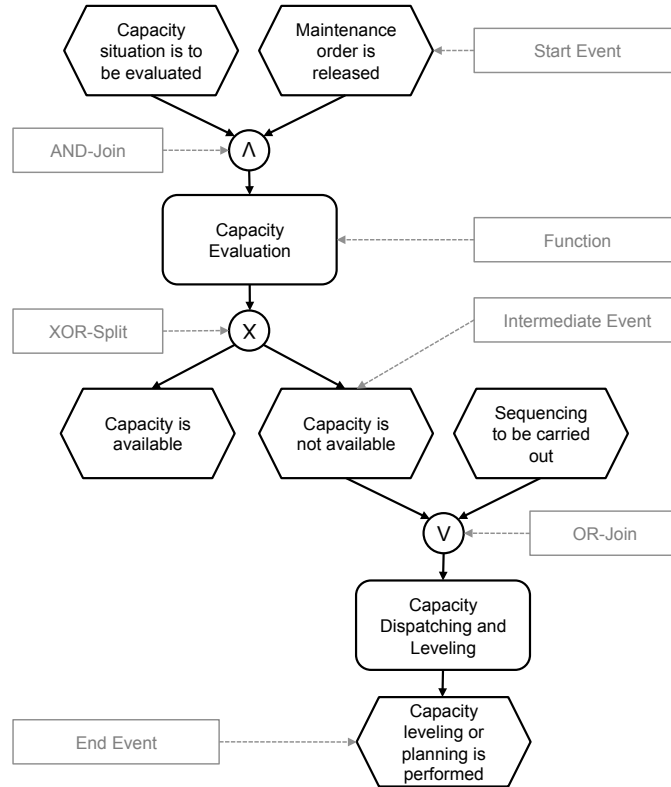 Capacity
situation is to
be evaluated
Maintenance
order is
released
Start Event
AND-Join
Λ
Capacity
Evaluation
Function
XOR-Split
X
Intermediate Event
Capacity is
available
Capacity is
not available
Sequencing
to be carried
out
V
OR-Join
Capacity
Dispatching and
Leveling
End Event
Capacity
leveling or
planning is
performed